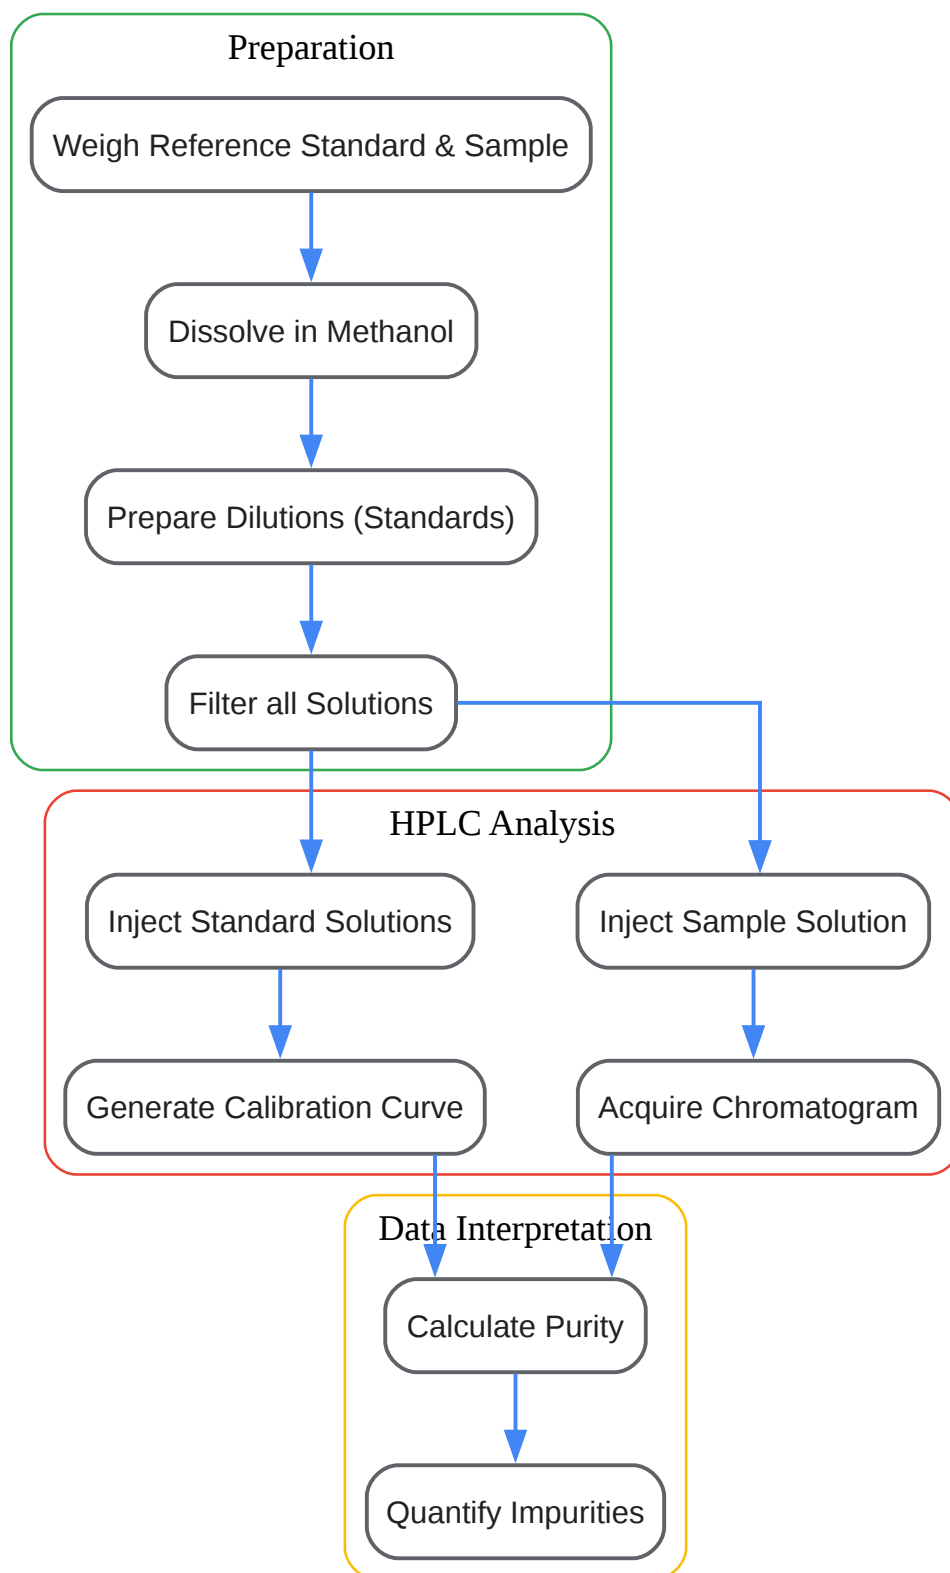 Preparation
Weigh Reference Standard & Sample
Dissolve in Methanol
Prepare Dilutions (Standards)
Filter all Solutions
HPLC Analysis
Inject Standard Solutions
Inject Sample Solution
Generate Calibration Curve
Acquire Chromatogram
Data Interpretation
Calculate Purity
Quantify Impurities